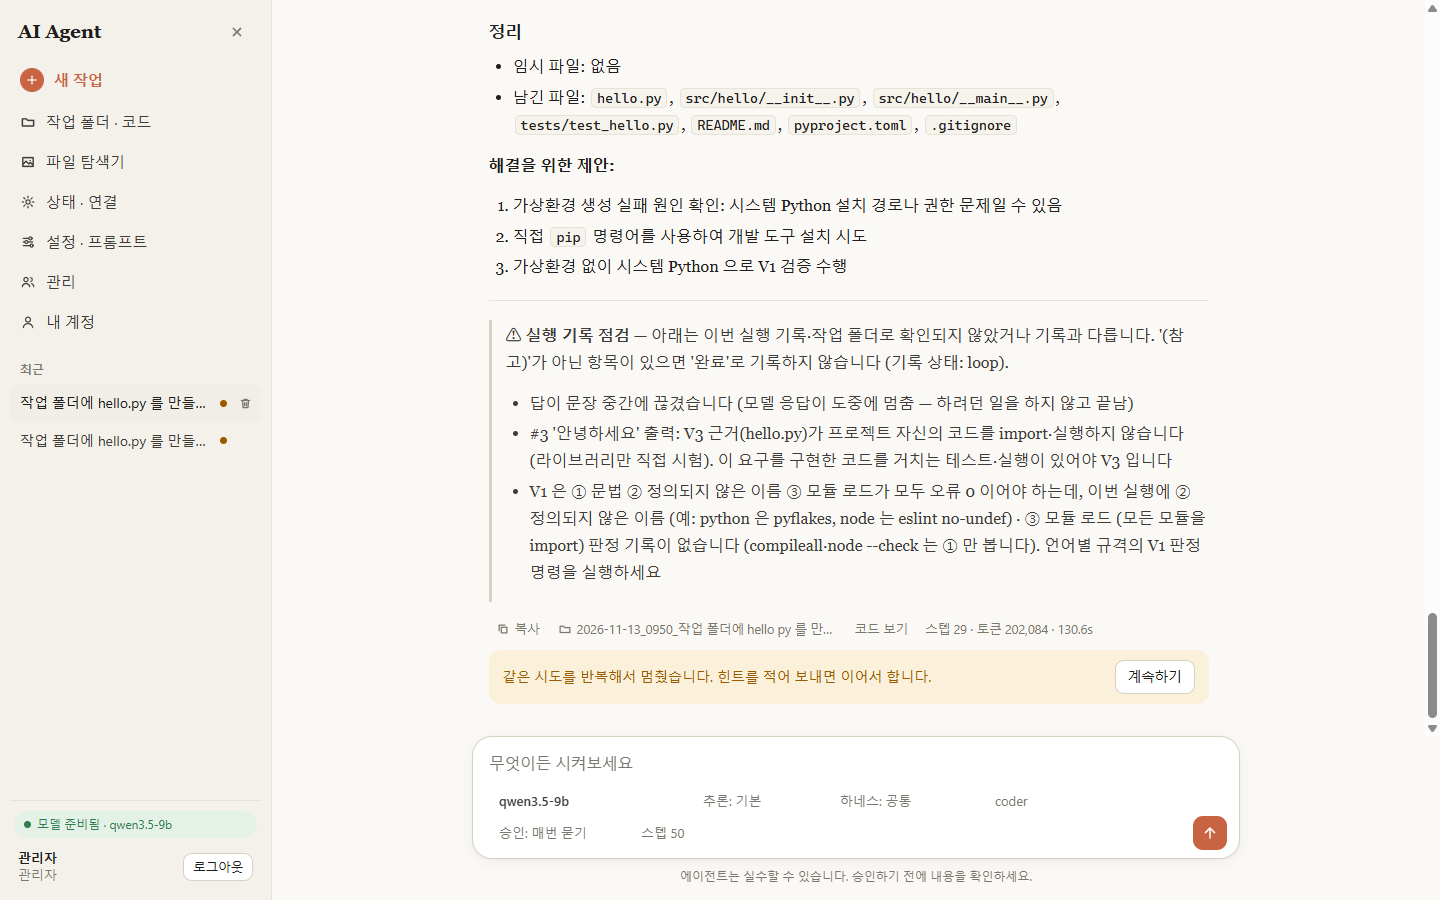 AI Agent
새 작업
작업 폴더 · 코드
파일 탐색기
상태 · 연결
설정 · 프롬프트
관리
내 계정
최근
작업 폴더에 hello.py 를 만들...
작업 폴더에 hello.py 를 만들...
모델 준비됨 · qwen3.5-9b
관리자
관리자
로그아웃
정리
• 임시 파일: 없음
• 남긴 파일: hello.py, src/hello/__init__.py, src/hello/__main__.py,
tests/test_hello.py, README.md, pyproject.toml, .gitignore
해결을 위한 제안:
1. 가상환경 생성 실패 원인 확인: 시스템 Python 설치 경로나 권한 문제일 수 있음
2. 직접 pip 명령어를 사용하여 개발 도구 설치 시도
3. 가상환경 없이 시스템 Python 으로 V1 검증 수행
⚠ 실행 기록 점검 — 아래는 이번 실행 기록·작업 폴더로 확인되지 않았거나 기록과 다릅니다. '(참
고)'가 아닌 항목이 있으면 '완료'로 기록하지 않습니다 (기록 상태: loop).
• 답이 문장 중간에 끊겼습니다 (모델 응답이 도중에 멈춤 — 하려던 일을 하지 않고 끝남)
• #3 '안녕하세요' 출력: V3 근거(hello.py)가 프로젝트 자신의 코드를 import·실행하지 않습니다
(라이브러리만 직접 시험). 이 요구를 구현한 코드를 거치는 테스트·실행이 있어야 V3 입니다
• V1 은 ① 문법 ② 정의되지 않은 이름 ③ 모듈 로드가 모두 오류 0 이어야 하는데, 이번 실행에 ②
정의되지 않은 이름 (예: python 은 pyflakes, node 는 eslint no-undef) · ③ 모듈 로드 (모든 모듈을
import) 판정 기록이 없습니다 (compileall·node --check 는 ① 만 봅니다). 언어별 규격의 V1 판정
명령을 실행하세요
복사 2026-11-13_0950_작업 폴더에 hello py 를 만... 코드 보기 스텝 29 · 토큰 202,084 · 130.6s
같은 시도를 반복해서 멈췄습니다. 힌트를 적어 보내면 이어서 합니다.
계속하기
무엇이든 시켜보세요
qwen3.5-9b 추론: 기본 하네스: 공통 coder
승인: 매번 묻기 스텝 50
에이전트는 실수할 수 있습니다. 승인하기 전에 내용을 확인하세요.